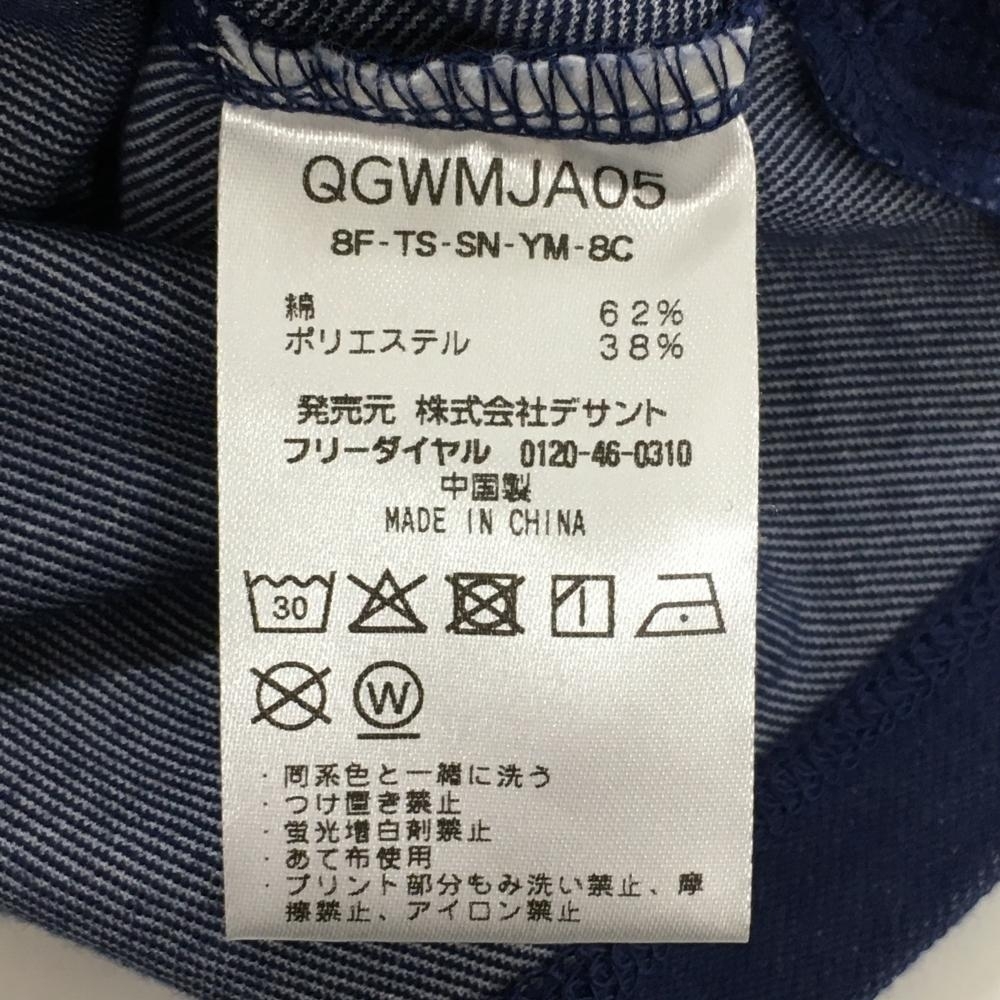 QGWMJA05
8F-TS-SN-YM-8C
綿 62%
ポリエステル 38%
発売元 株式会社デサント
フリーダイヤル 0120-46-0310
中国製
MADE IN CHINA
30
W
・同系色と一緒に洗う
・つけ置き禁止
・蛍光増白剤禁止
・あて布使用
・プリント部分もみ洗い禁止、摩
擦禁止、アイロン禁止